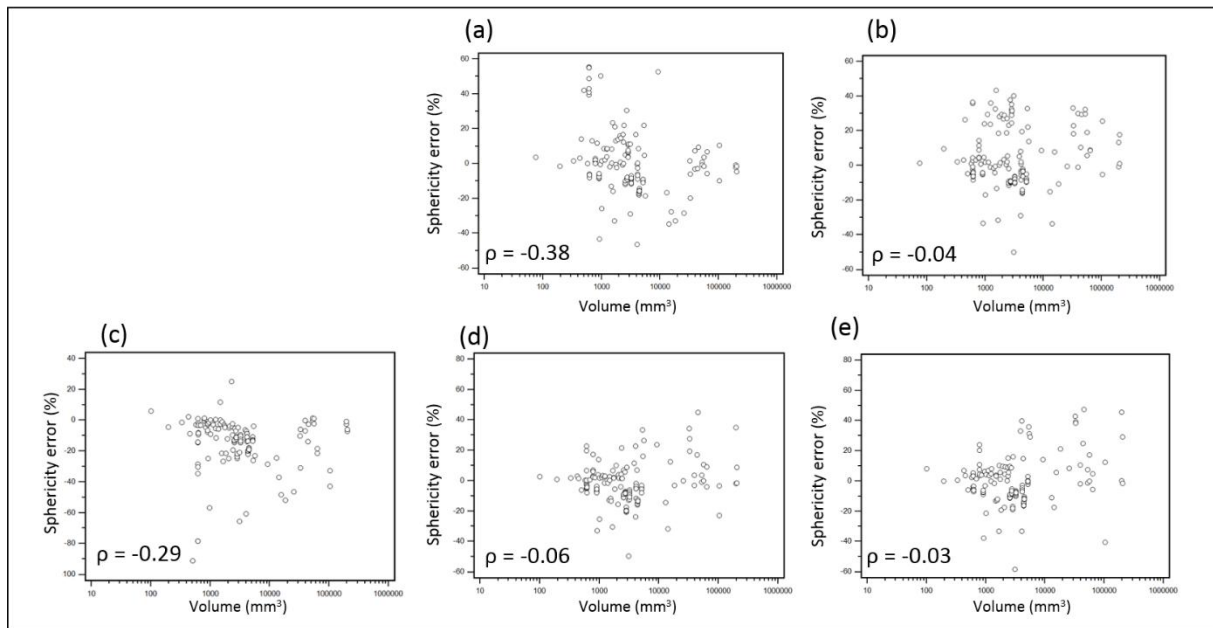 (a)
60
40
20
0
-20
-40
-60
Sphericity error (%)
ρ = -0.38
10 100 1000 10000 100000 1000000
Volume (mm³)
(b)
60
40
20
0
-20
-40
-60
Sphericity error (%)
ρ = -0.04
10 100 1000 10000 100000 1000000
Volume (mm³)
(c)
40
20
0
-20
-40
-60
-80
100
Sphericity error (%)
ρ = -0.29
10 100 1000 10000 100000 1000000
Volume (mm³)
(d)
80
60
40
20
0
-20
-40
-60
Sphericity error (%)
ρ = -0.06
10 100 1000 10000 100000 1000000
Volume (mm³)
(e)
80
60
40
20
0
-20
-40
-60
Sphericity error (%)
ρ = -0.03
10 100 1000 10000 100000 1000000
Volume (mm³)